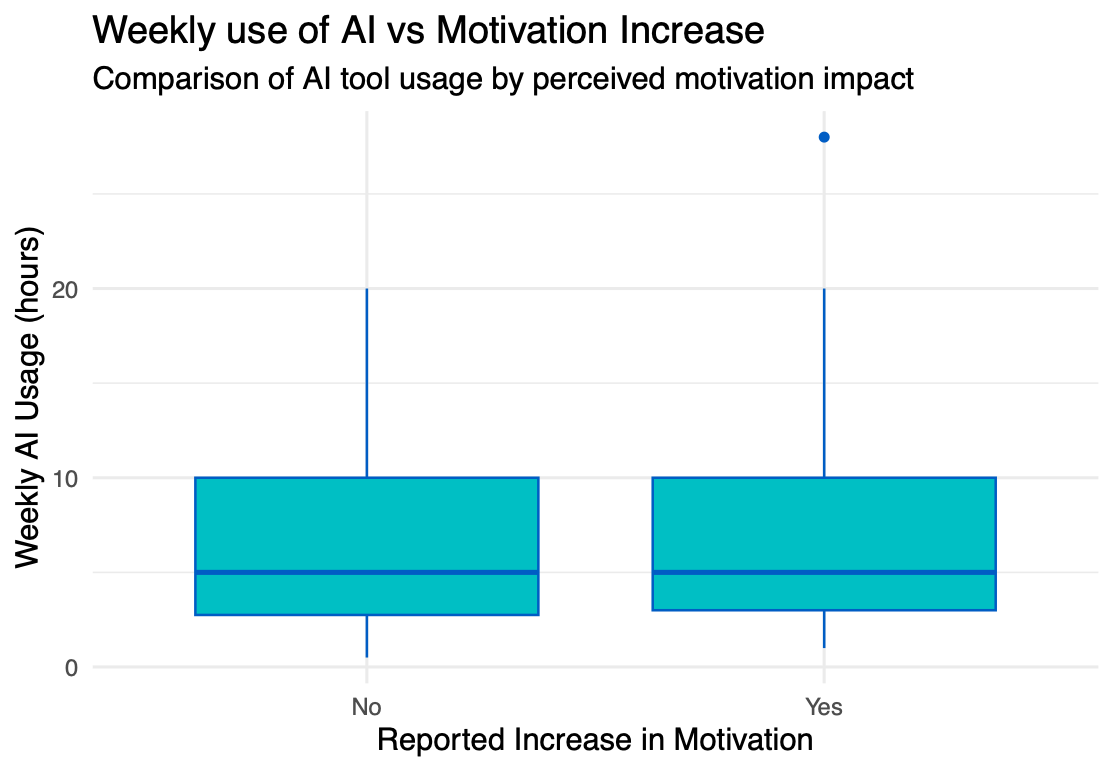 Weekly use of AI vs Motivation Increase
Comparison of AI tool usage by perceived motivation impact
Weekly AI Usage (hours)
20
10
0
No
Yes
Reported Increase in Motivation